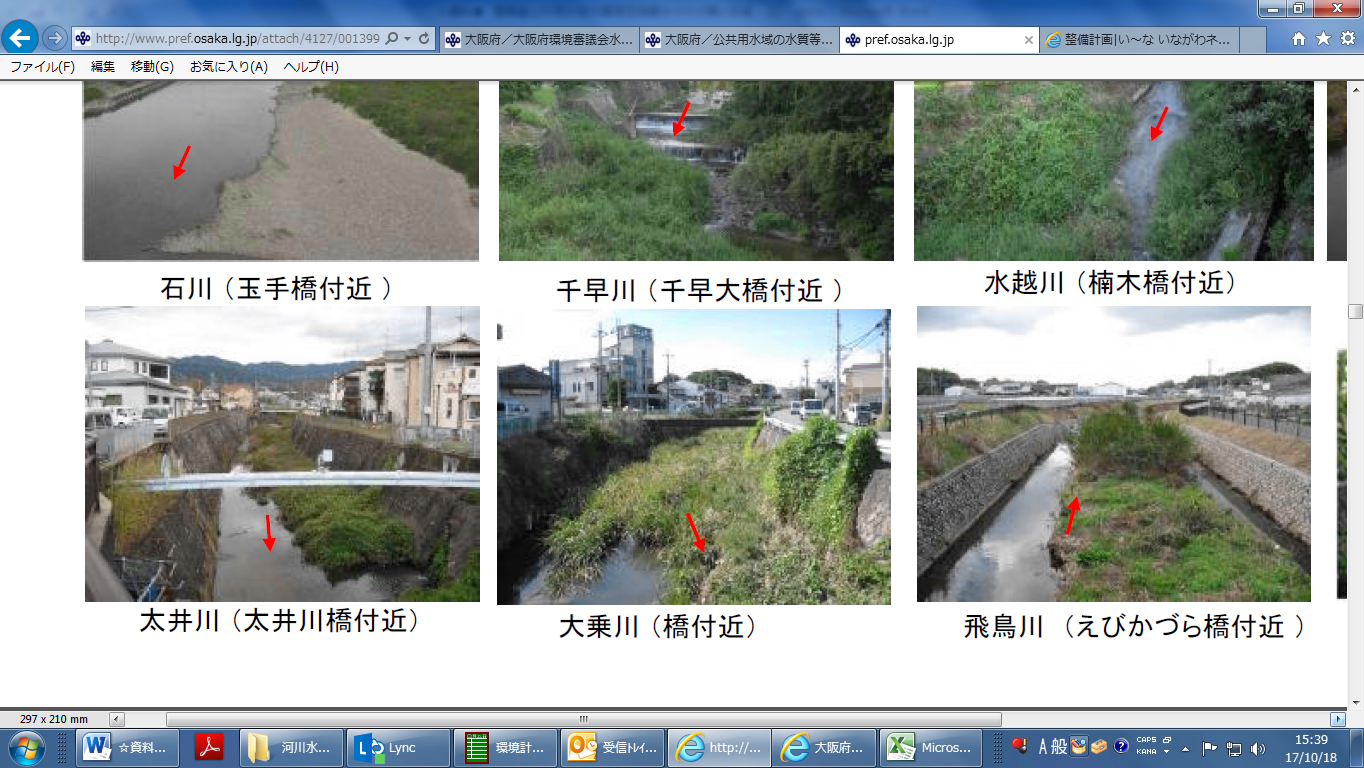 http://www.pref.osaka.lg.jp/attach/4127/001399
大阪府／大阪府環境審議会水...
大阪府／公共用水域の水質等...
pref.osaka.lg.jp
整備計画|い～な いながわネ...
ファイル(F) 編集 移動(G) お気に入り(A) ヘルプ(H)
石川（玉手橋付近 ）
千早川（千早大橋付近 ）
水越川（楠木橋付近）
太井川（太井川橋付近）
大乗川（橋付近）
飛鳥川 （えびかづら橋付近 ）
297 x 210 mm
☆資料...
河川水...
Lync
環境計...
受信トレイ...
http://...
大阪府...
Micros...
A 般
CAPS
KANA
15:39
17/10/18